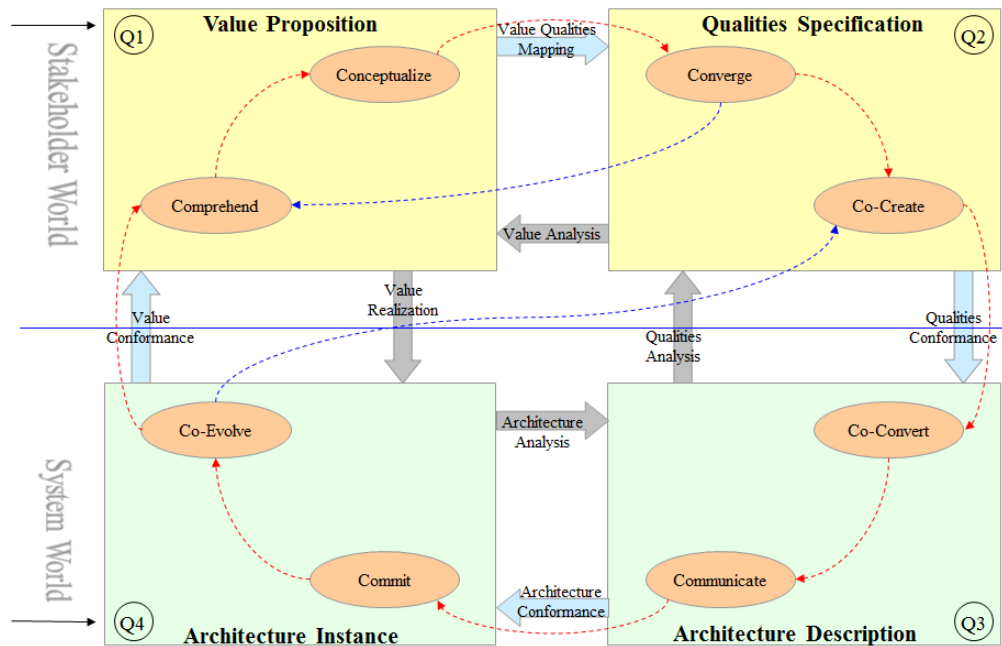 Q1
Value Proposition
Value Qualities
Mapping
Qualities Specification
Q2
Stakeholder World
Conceptualize
Converge
Comprehend
Co-Create
Value Analysis
Value
Realization
Value
Conformance
Qualities
Analysis
Qualities
Conformance
System World
Co-Evolve
Architecture
Analysis
Co-Convert
Commit
Communicate
Architecture
Conformance
Q4
Architecture Instance
Architecture Description
Q3